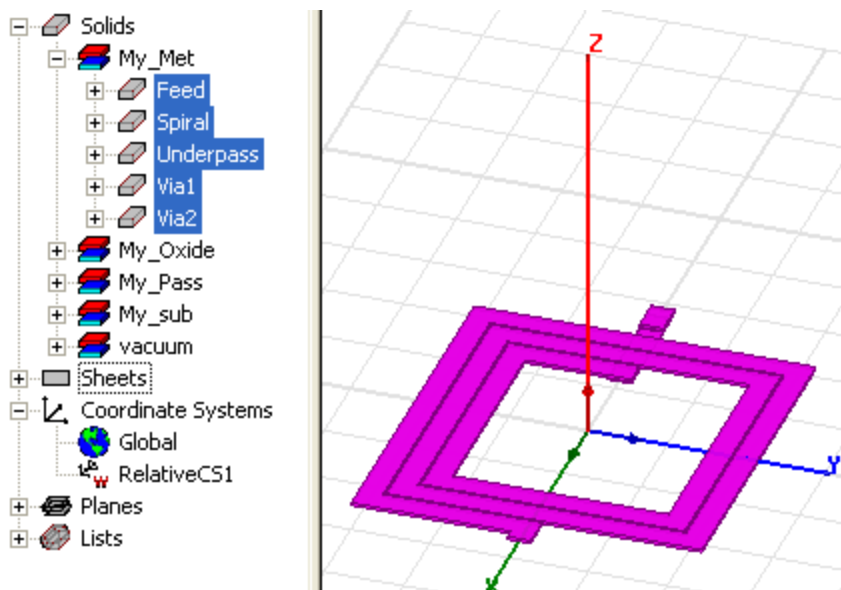 Solids
My_Met
Feed
Spiral
Underpass
Via1
Via2
My_Oxide
My_Pass
My_sub
vacuum
Sheets
Coordinate Systems
Global
RelativeCS1
Planes
Lists
Z
Y
X